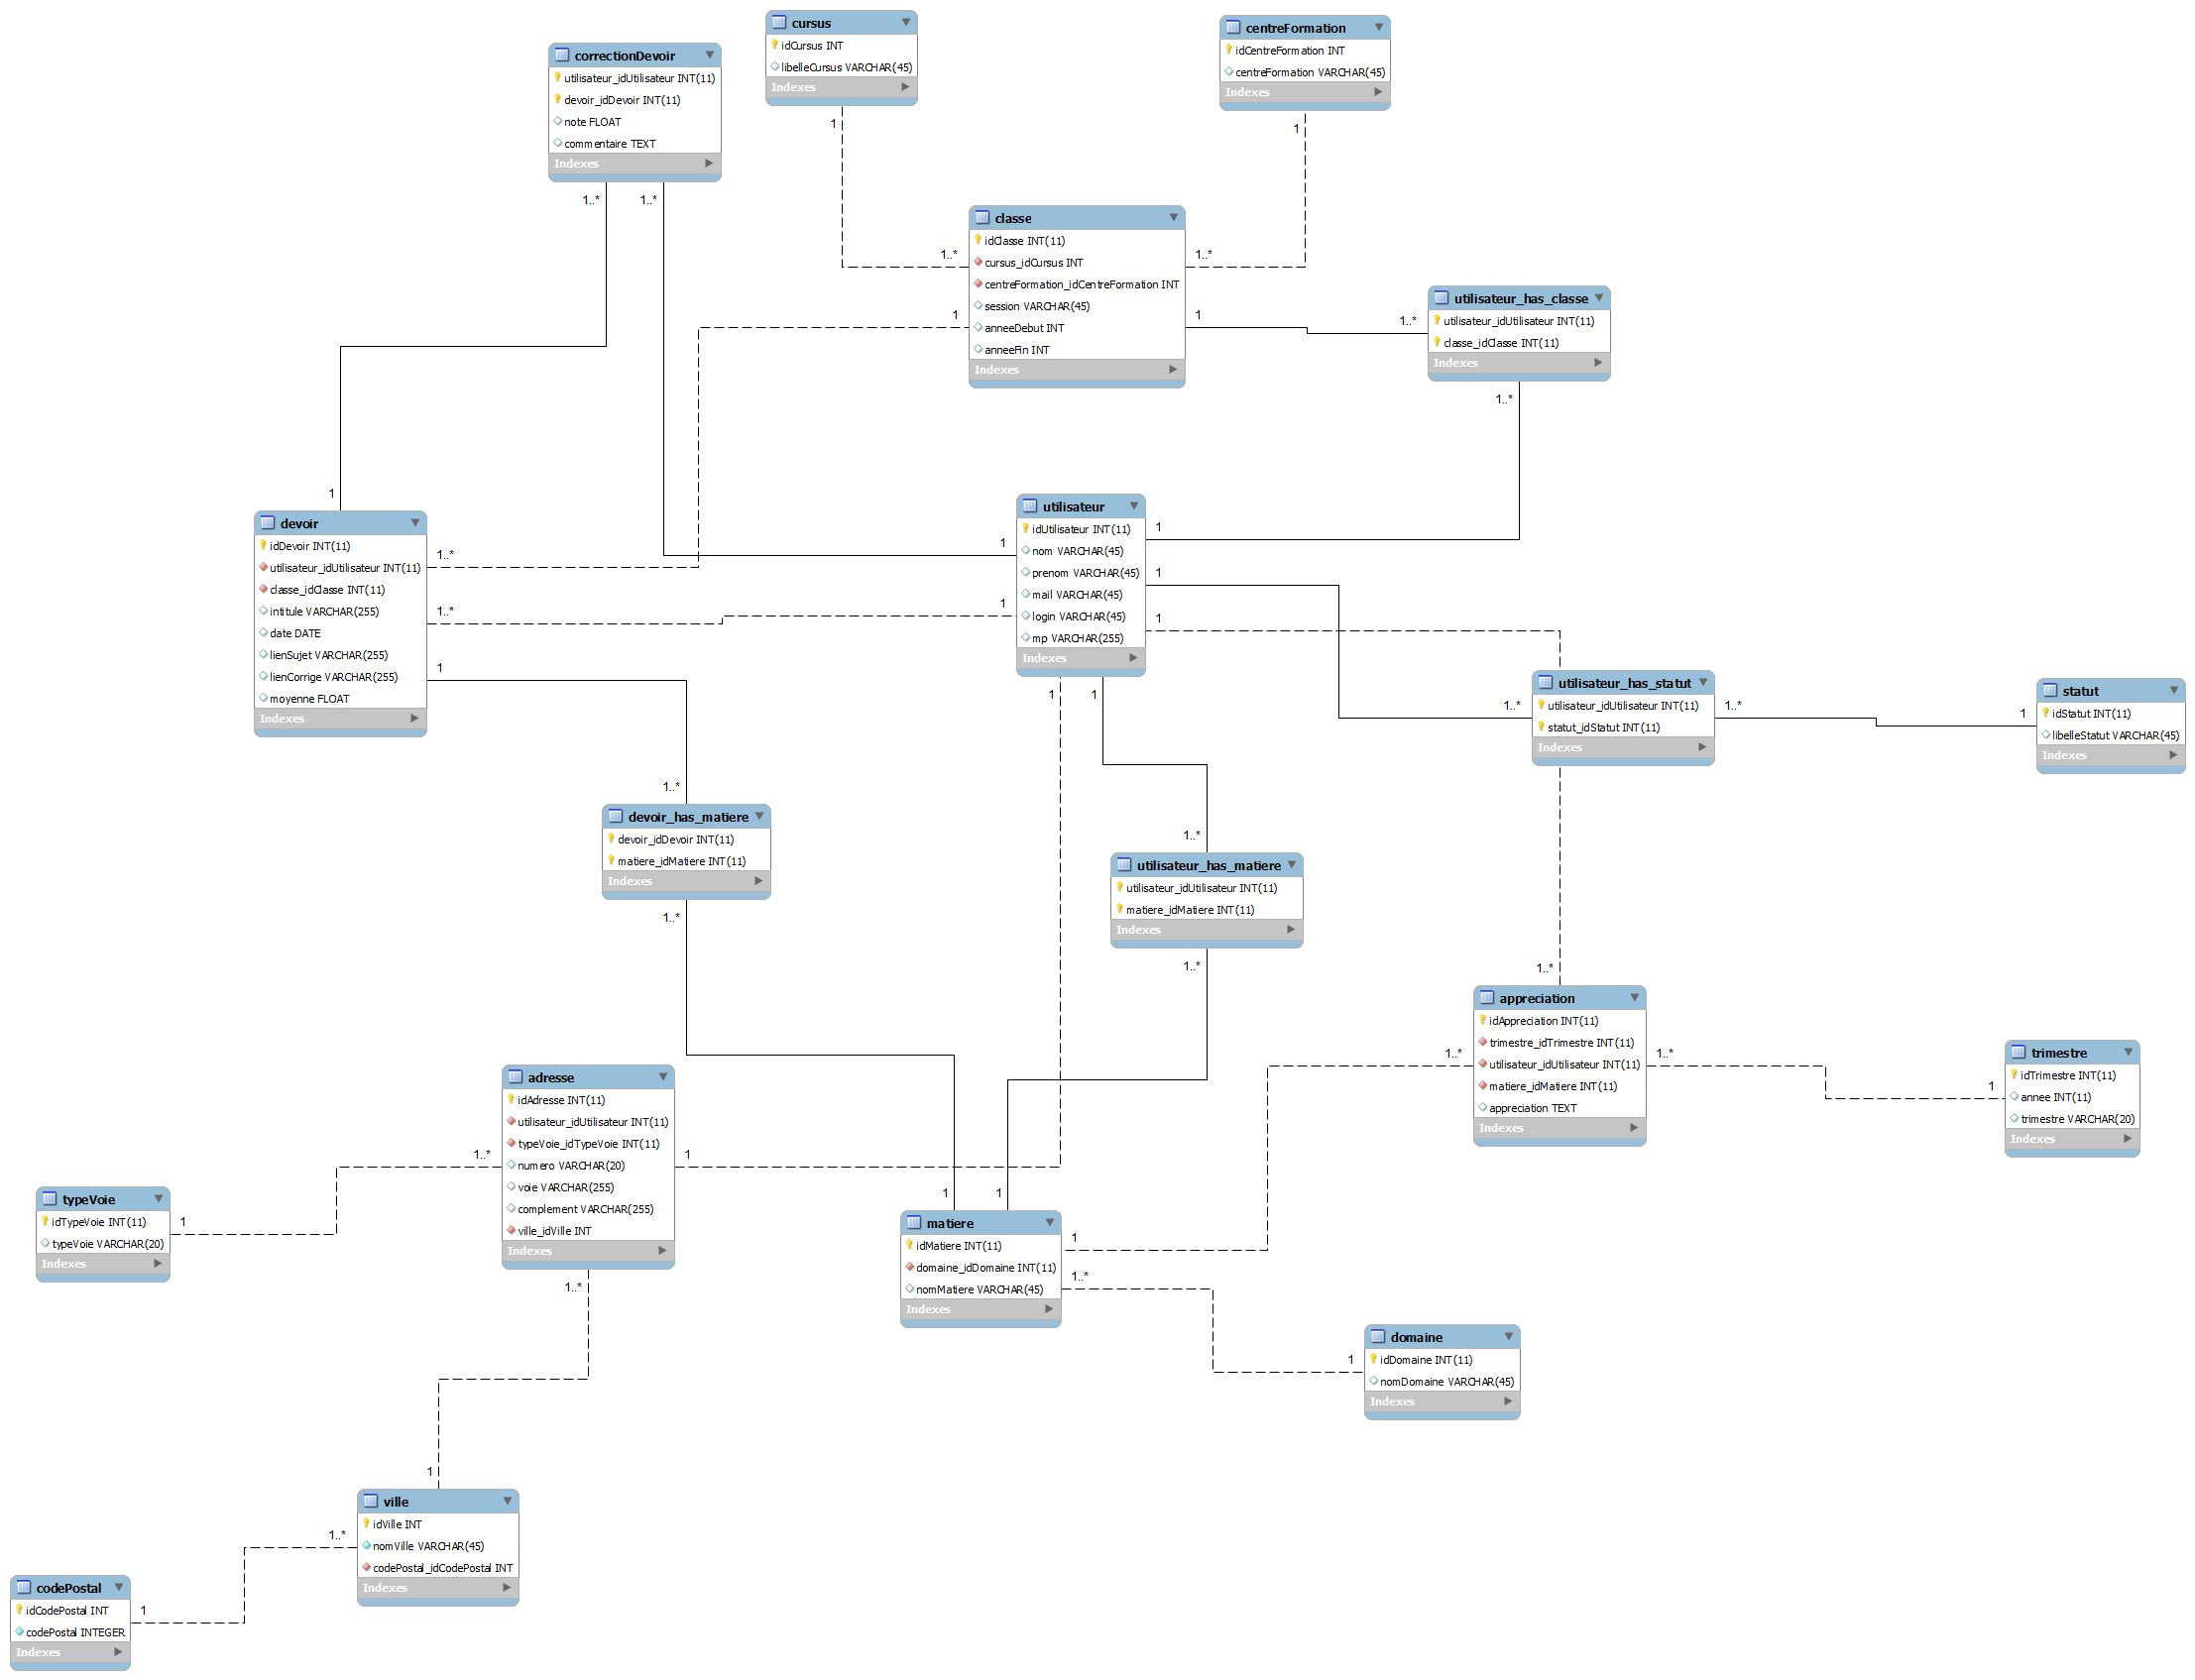 cursus
idCursus INT
libelleCursus VARCHAR(45)
Indexes
centreFormation
idCentreFormation INT
centreFormation VARCHAR(45)
Indexes
correctionDevoir
utilisateur_idUtilisateur INT(11)
devoir_idDevoir INT(11)
note FLOAT
commentaire TEXT
Indexes
1
1
1..*
1..*
classe
idClasse INT(11)
cursus_idCursus INT
centreFormation_idCentreFormation INT
session VARCHAR(45)
anneeDebut INT
anneeFin INT
Indexes
1..*
1..*
1
1
1..*
utilisateur_has_classe
utilisateur_idUtilisateur INT(11)
classe_idClasse INT(11)
Indexes
1..*
1
devoir
idDevoir INT(11)
utilisateur_idUtilisateur INT(11)
classe_idClasse INT(11)
intitule VARCHAR(255)
date DATE
lienSujet VARCHAR(255)
lienCorrige VARCHAR(255)
moyenne FLOAT
Indexes
1..*
1..*
1
utilisateur
idUtilisateur INT(11)
nom VARCHAR(45)
prenom VARCHAR(45)
mail VARCHAR(45)
login VARCHAR(45)
mp VARCHAR(255)
Indexes
1
1
1
1
1
1
1
1..*
utilisateur_has_statut
utilisateur_idUtilisateur INT(11)
statut_idStatut INT(11)
Indexes
1..*
1
statut
idStatut INT(11)
libelleStatut VARCHAR(45)
Indexes
1..*
devoir_has_matiere
devoir_idDevoir INT(11)
matiere_idMatiere INT(11)
Indexes
1..*
1..*
utilisateur_has_matiere
utilisateur_idUtilisateur INT(11)
matiere_idMatiere INT(11)
Indexes
1..*
1..*
appreciation
idAppreciation INT(11)
trimestre_idTrimestre INT(11)
utilisateur_idUtilisateur INT(11)
matiere_idMatiere INT(11)
appreciation TEXT
Indexes
1..*
1..*
1
trimestre
idTrimestre INT(11)
annee INT(11)
trimestre VARCHAR(20)
Indexes
adresse
idAdresse INT(11)
utilisateur_idUtilisateur INT(11)
typeVoie_idTypeVoie INT(11)
numero VARCHAR(20)
voie VARCHAR(255)
complement VARCHAR(255)
ville_idVille INT
Indexes
1..*
1
1..*
typeVoie
idTypeVoie INT(11)
typeVoie VARCHAR(20)
Indexes
1
1
1
matiere
idMatiere INT(11)
domaine_idDomaine INT(11)
nomMatiere VARCHAR(45)
Indexes
1
1..*
1
domaine
idDomaine INT(11)
nomDomaine VARCHAR(45)
Indexes
1
ville
idVille INT
nomVille VARCHAR(45)
codePostal_idCodePostal INT
Indexes
1..*
1
codePostal
idCodePostal INT
codePostal INTEGER
Indexes